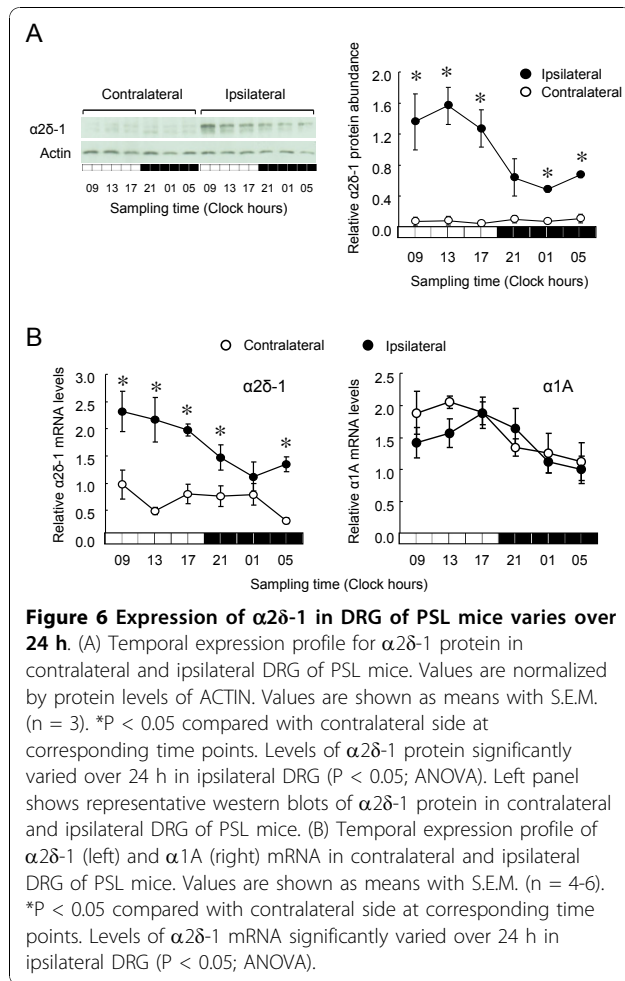 A
Contralateral Ipsilateral
α2δ-1
Actin
09 13 17 21 01 05 09 13 17 21 01 05
Sampling time (Clock hours)
Relative α2δ-1 protein abundance
2.0
1.6
1.2
0.8
0.4
0.0
* * * * *
Ipsilateral
Contralateral
09 13 17 21 01 05
Sampling time (Clock hours)
B
Contralateral Ipsilateral
Relative α2δ-1 mRNA levels
3.0
2.5
2.0
1.5
1.0
0.5
0.0
α2δ-1
* * * * *
09 13 17 21 01 05
Relative α1A mRNA levels
2.5
2.0
1.5
1.0
0.5
0.0
α1A
09 13 17 21 01 05
Sampling time (Clock hours)
Figure 6 Expression of α2δ-1 in DRG of PSL mice varies over
24 h. (A) Temporal expression profile for α2δ-1 protein in
contralateral and ipsilateral DRG of PSL mice. Values are normalized
by protein levels of ACTIN. Values are shown as means with S.E.M.
(n = 3). *P < 0.05 compared with contralateral side at
corresponding time points. Levels of α2δ-1 protein significantly
varied over 24 h in ipsilateral DRG (P < 0.05; ANOVA). Left panel
shows representative western blots of α2δ-1 protein in contralateral
and ipsilateral DRG of PSL mice. (B) Temporal expression profile of
α2δ-1 (left) and α1A (right) mRNA in contralateral and ipsilateral
DRG of PSL mice. Values are shown as means with S.E.M. (n = 4-6).
*P < 0.05 compared with contralateral side at corresponding time
points. Levels of α2δ-1 mRNA significantly varied over 24 h in
ipsilateral DRG (P < 0.05; ANOVA).